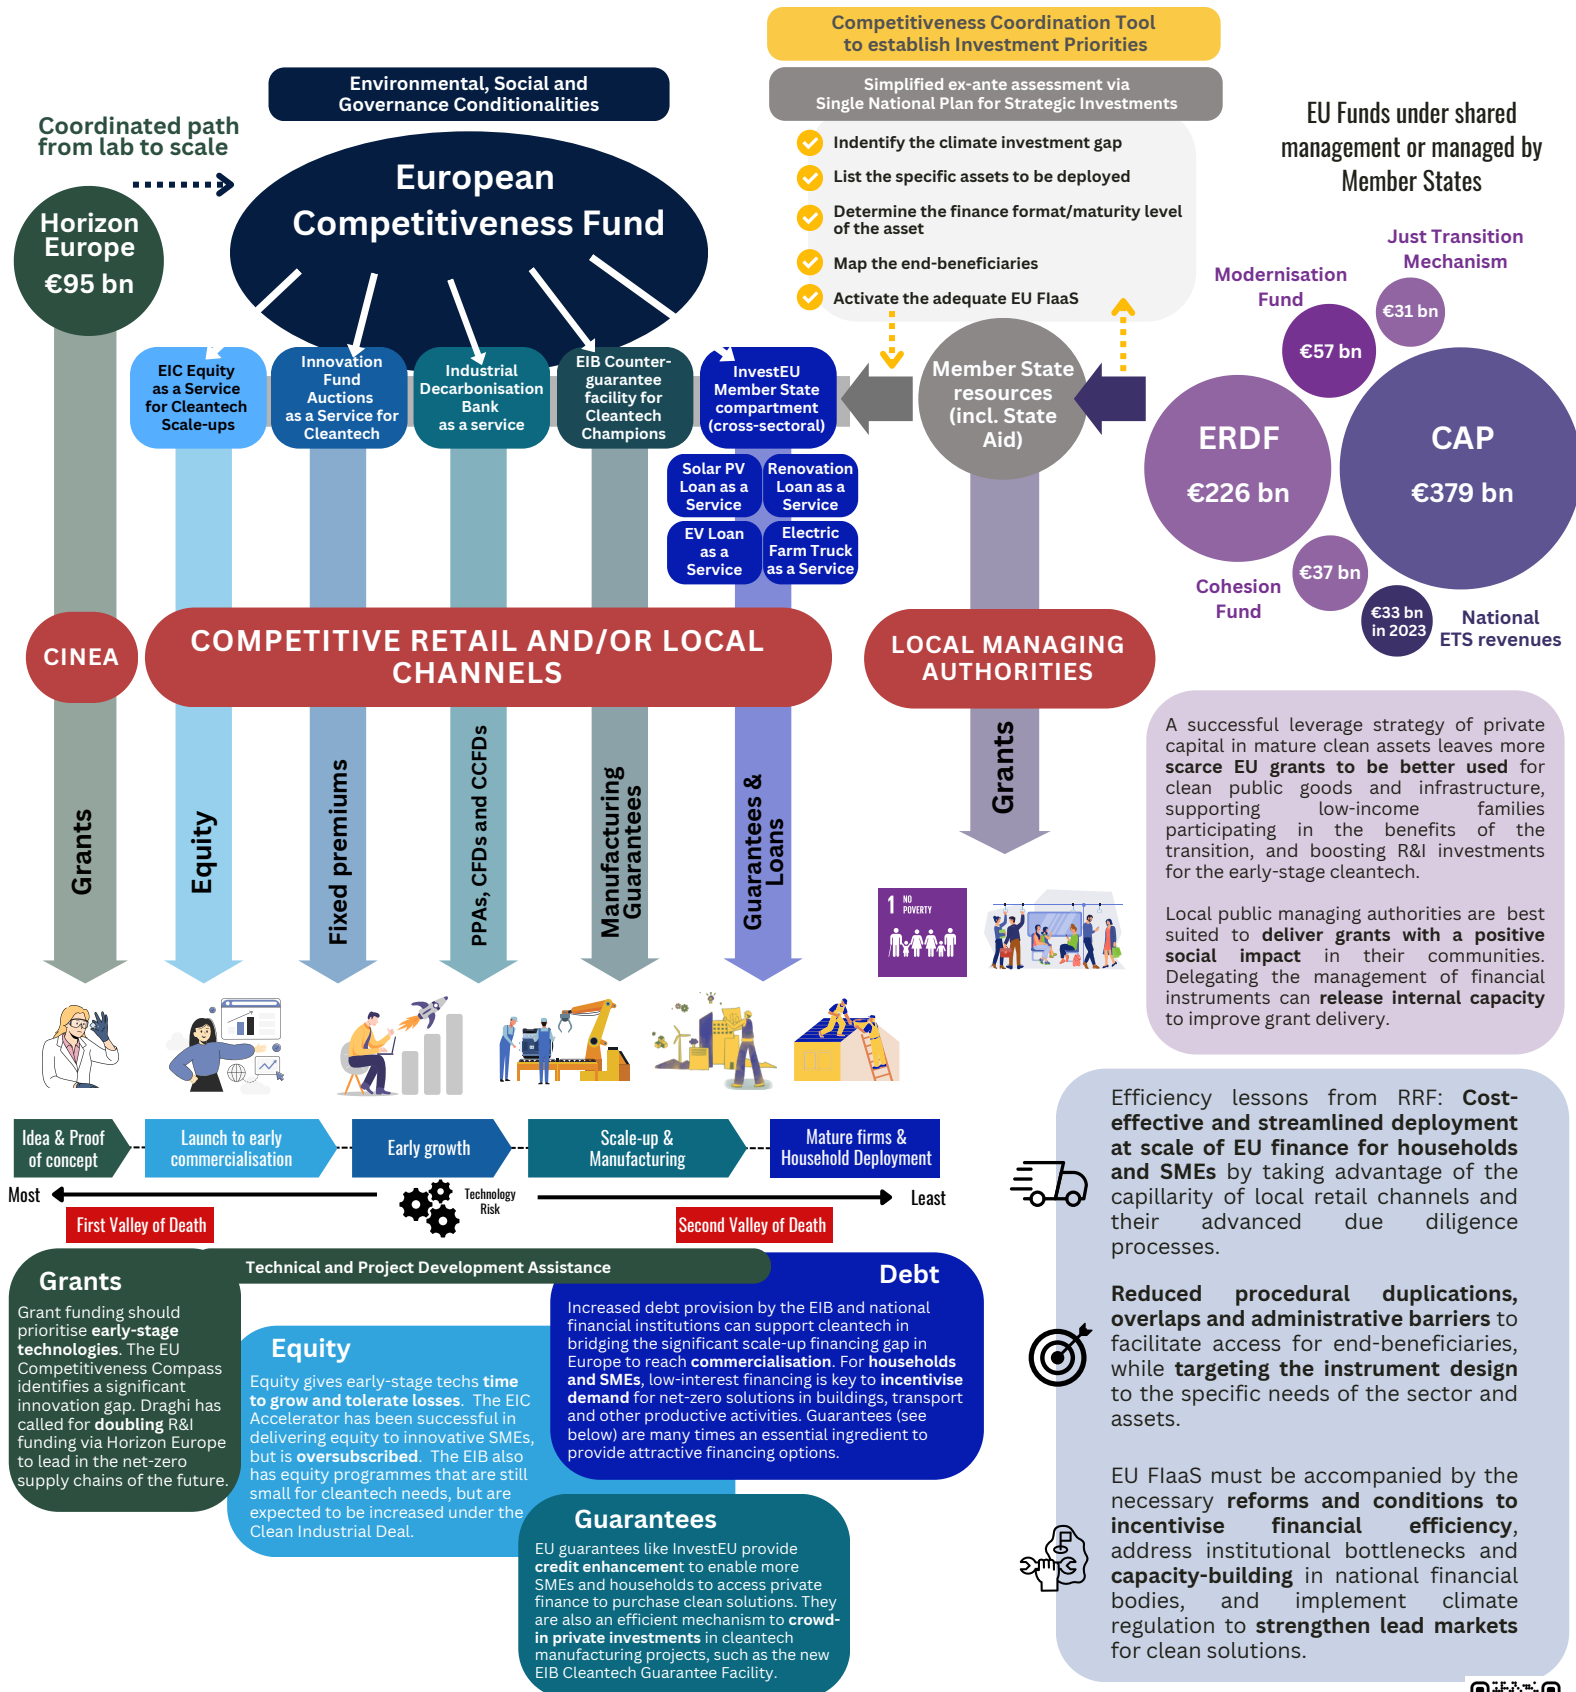 Competitiveness Coordination Tool
to establish Investment Priorities
Environmental, Social and
Governance Conditionalities
Simplified ex-ante assessment via
Single National Plan for Strategic Investments
Coordinated path
from lab to scale
Horizon
Europe
€95 bn
European
Competitiveness Fund
Indentify the climate investment gap
List the specific assets to be deployed
Determine the finance format/maturity level
of the asset
Map the end-beneficiaries
Activate the adequate EU FIaaS
EU Funds under shared
management or managed by
Member States
Just Transition
Mechanism
€31 bn
Modernisation
Fund
€57 bn
ERDF
€226 bn
CAP
€379 bn
Cohesion
Fund
€37 bn
€33 bn
in 2023
National
ETS revenues
EIC Equity
as a Service
for Cleantech
Scale-ups
Innovation
Fund
Auctions
as a Service for
Cleantech
Industrial
Decarbonisation
Bank
as a service
EIB Counter-
guarantee
facility for
Cleantech
Champions
InvestEU
Member State
compartment
(cross-sectoral)
Member State
resources
(incl. State
Aid)
Solar PV
Loan as a
Service
Renovation
Loan as a
Service
EV Loan
as a
Service
Electric
Farm Truck
as a Service
CINEA
COMPETITIVE RETAIL AND/OR LOCAL
CHANNELS
LOCAL MANAGING
AUTHORITIES
Grants
Equity
Fixed premiums
PPAs, CFDs and CCFDs
Manufacturing
Guarantees
Guarantees &
Loans
Grants
1 NO
POVERTY
A successful leverage strategy of private
capital in mature clean assets leaves more
scarce EU grants to be better used for
clean public goods and infrastructure,
supporting low-income families
participating in the benefits of the
transition, and boosting R&I investments
for the early-stage cleantech.
Local public managing authorities are best
suited to deliver grants with a positive
social impact in their communities.
Delegating the management of financial
instruments can release internal capacity
to improve grant delivery.
Idea & Proof
of concept
Launch to early
commercialisation
Early growth
Scale-up &
Manufacturing
Mature firms &
Household Deployment
Most
Technology
Risk
Least
First Valley of Death
Second Valley of Death
Technical and Project Development Assistance
Grants
Grant funding should
prioritise early-stage
technologies. The EU
Competitiveness Compass
identifies a significant
innovation gap. Draghi has
called for doubling R&I
funding via Horizon Europe
to lead in the net-zero
supply chains of the future.
Equity
Equity gives early-stage techs time
to grow and tolerate losses. The EIC
Accelerator has been successful in
delivering equity to innovative SMEs,
but is oversubscribed. The EIB also
has equity programmes that are still
small for cleantech needs, but are
expected to be increased under the
Clean Industrial Deal.
Debt
Increased debt provision by the EIB and national
financial institutions can support cleantech in
bridging the significant scale-up financing gap in
Europe to reach commercialisation. For households
and SMEs, low-interest financing is key to incentivise
demand for net-zero solutions in buildings, transport
and other productive activities. Guarantees (see
below) are many times an essential ingredient to
provide attractive financing options.
Guarantees
EU guarantees like InvestEU provide
credit enhancement to enable more
SMEs and households to access private
finance to purchase clean solutions. They
are also an efficient mechanism to crowd-
in private investments in cleantech
manufacturing projects, such as the new
EIB Cleantech Guarantee Facility.
Efficiency lessons from RRF: Cost-
effective and streamlined deployment
at scale of EU finance for households
and SMEs by taking advantage of the
capillarity of local retail channels and
their advanced due diligence
processes.
Reduced procedural duplications,
overlaps and administrative barriers to
facilitate access for end-beneficiaries,
while targeting the instrument design
to the specific needs of the sector and
assets.
EU FIaaS must be accompanied by the
necessary reforms and conditions to
incentivise financial efficiency,
address institutional bottlenecks and
capacity-building in national financial
bodies, and implement climate
regulation to strengthen lead markets
for clean solutions.